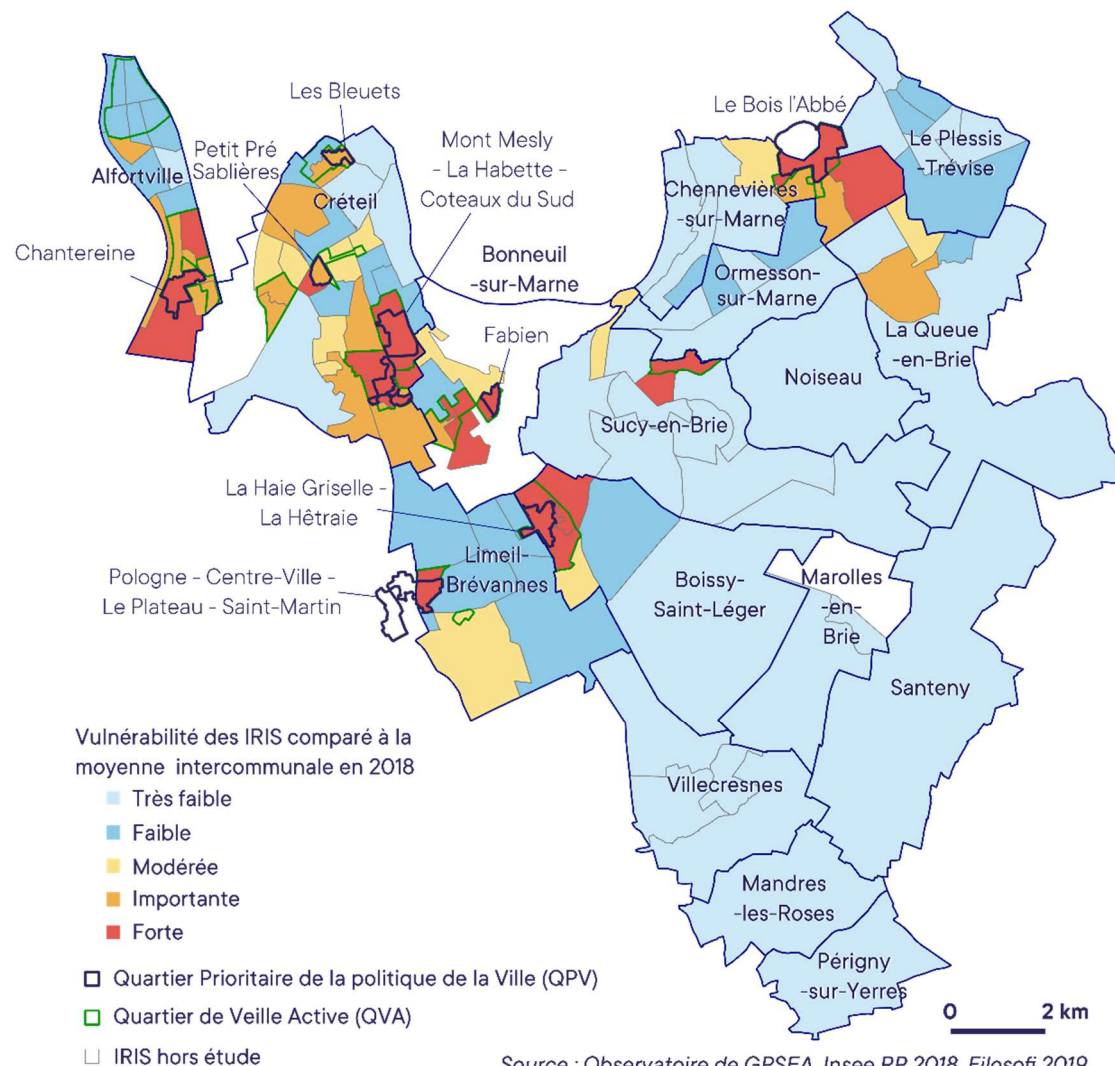 Les Bleuets
Le Bois l'Abbé
Mont Mesly
- La Habette -
Coteaux du Sud
Petit Pré
Sablières
Le Plessis
-Trévise
Alfortville
Créteil
Chennevières
-sur-Marne
Chantereine
Bonneuil
-sur-Marne
Ormesson-
sur-Marne
Fabien
La Queue
-en-Brie
Noiseau
Sucy-en-Brie
La Haie Griselle -
La Hêtraie
Limeil-
Brévannes
Pologne - Centre-Ville -
Le Plateau - Saint-Martin
Boissy-
Saint-Léger
Marolles
-en-
Brie
Santeny
Vulnérabilité des IRIS comparé à la
moyenne intercommunale en 2018
Très faible
Faible
Modérée
Importante
Forte
Villecresnes
Mandres
-les-Roses
Périgny
-sur-Yerres
Quartier Prioritaire de la politique de la Ville (QPV)
Quartier de Veille Active (QVA)
IRIS hors étude
0 2 km
Source : Observatoire de GPSEA, Insee RP 2018, Filosofi 2019